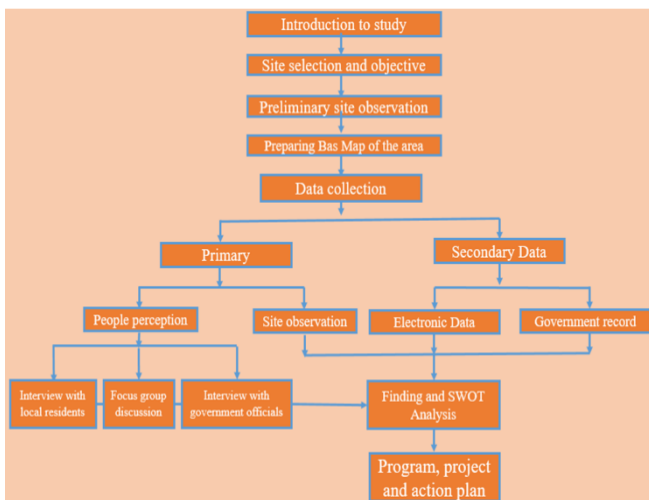 Introduction to study
Site selection and objective
Preliminary site observation
Preparing Bas Map of the area
Data collection
Primary
Secondary Data
People perception
Site observation
Electronic Data
Government record
Interview with
local residents
Focus group
discussion
Interview with
government officials
Finding and SWOT
Analysis
Program, project
and action plan